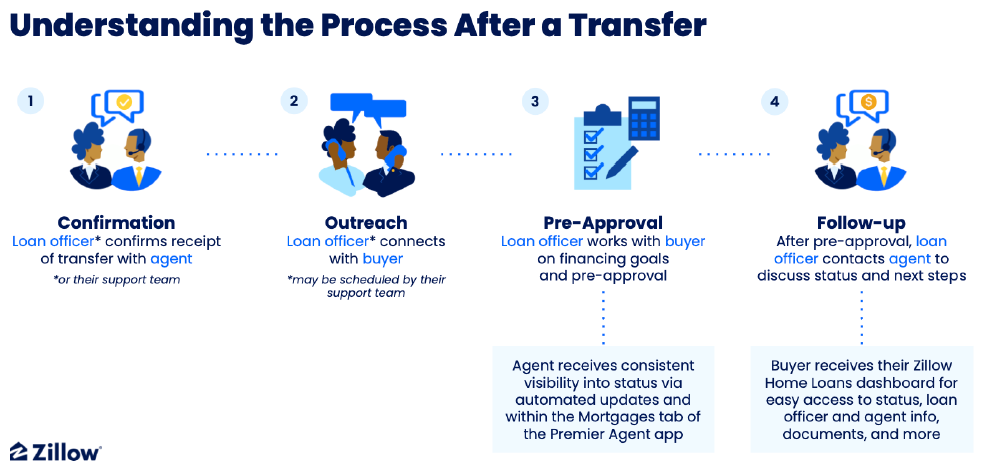 Understanding the Process After a Transfer
1
2
3
4
Confirmation
Loan officer* confirms receipt
of transfer with agent
*or their support team
Outreach
Loan officer* connects
with buyer
*may be scheduled by their
support team
Pre-Approval
Loan officer works with buyer
on financing goals
and pre-approval
Follow-up
After pre-approval, loan
officer contacts agent to
discuss status and next steps
Agent receives consistent
visibility into status via
automated updates and
within the Mortgages tab of
the Premier Agent app
Buyer receives their Zillow
Home Loans dashboard for
easy access to status, loan
officer and agent info,
documents, and more
$
Zillow